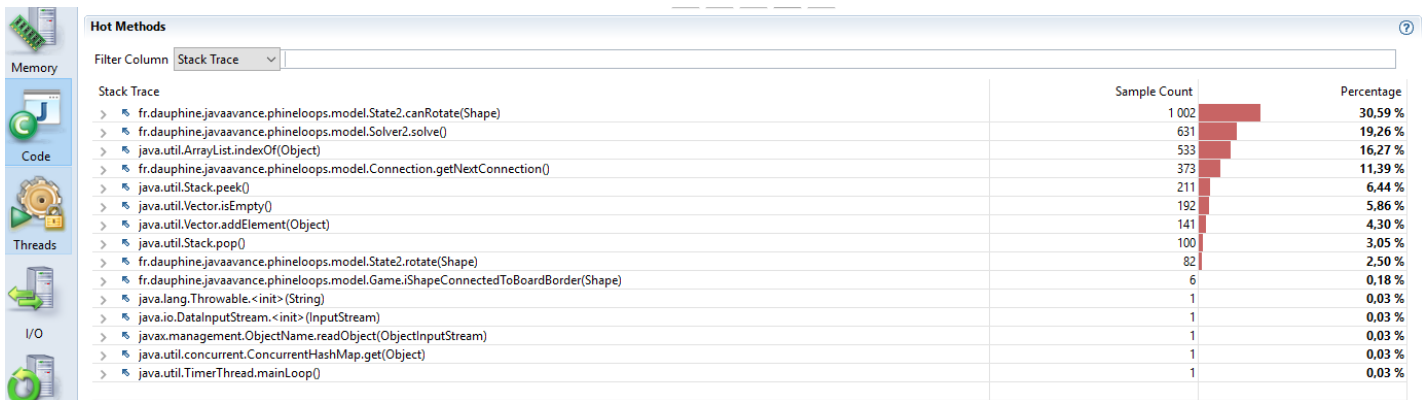 Hot Methods
Filter Column Stack Trace
Memory
Stack Trace Sample Count Percentage
fr.dauphine.javaavance.phineloops.model.State2.canRotate(Shape) 1 002 30,59 %
fr.dauphine.javaavance.phineloops.model.Solver2.solve() 631 19,26 %
java.util.ArrayList.indexOf(Object) 533 16,27 %
Code
fr.dauphine.javaavance.phineloops.model.Connection.getNextConnection() 373 11,39 %
java.util.Stack.peek() 211 6,44 %
java.util.Vector.isEmpty() 192 5,86 %
java.util.Vector.addElement(Object) 141 4,30 %
Threads
java.util.Stack.pop() 100 3,05 %
fr.dauphine.javaavance.phineloops.model.State2.rotate(Shape) 82 2,50 %
fr.dauphine.javaavance.phineloops.model.Game.iShapeConnectedToBoardBorder(Shape) 6 0,18 %
java.lang.Throwable.<init>(String) 1 0,03 %
java.io.DataInputStream.<init>(InputStream) 1 0,03 %
I/O
javax.management.ObjectName.readObject(ObjectInputStream) 1 0,03 %
java.util.concurrent.ConcurrentHashMap.get(Object) 1 0,03 %
java.util.TimerThread.mainLoop() 1 0,03 %